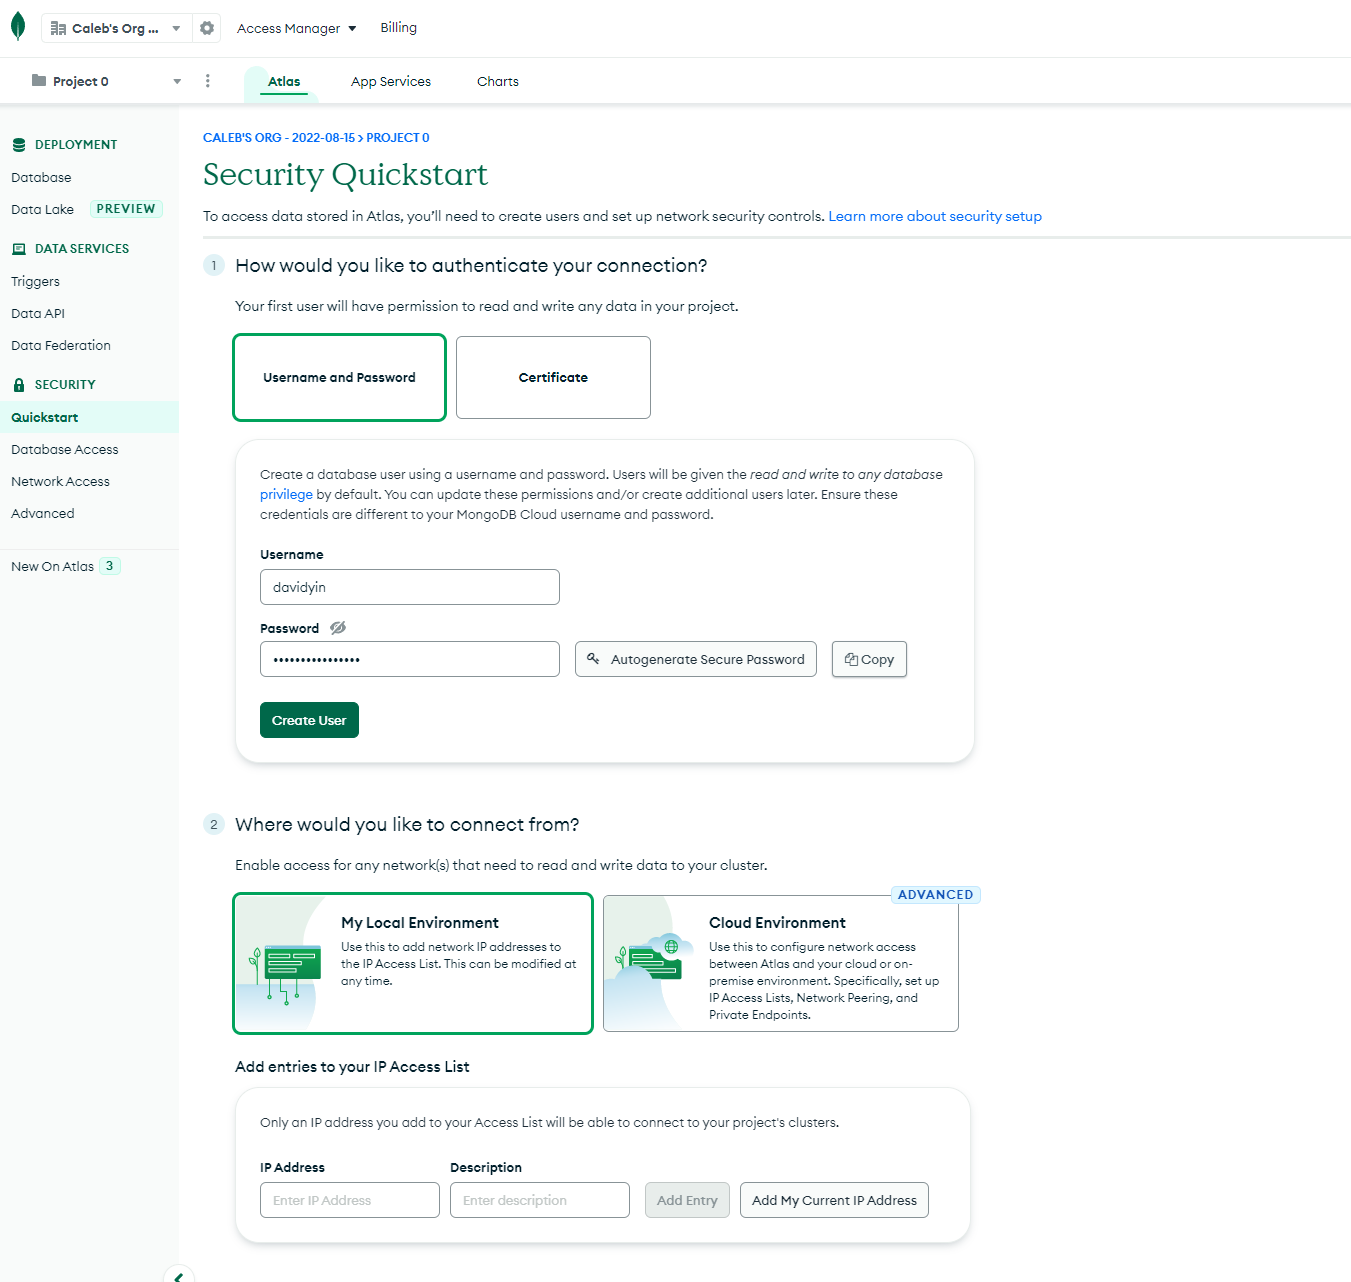 Caleb's Org ...
Access Manager
Billing
Project 0
Atlas
App Services
Charts
DEPLOYMENT
Database
Data Lake PREVIEW
DATA SERVICES
Triggers
Data API
Data Federation
SECURITY
Quickstart
Database Access
Network Access
Advanced
New On Atlas 3
CALEB'S ORG - 2022-08-15 > PROJECT 0
Security Quickstart
To access data stored in Atlas, you'll need to create users and set up network security controls. Learn more about security setup
1 How would you like to authenticate your connection?
Your first user will have permission to read and write any data in your project.
Username and Password
Certificate
Create a database user using a username and password. Users will be given the read and write to any database
privilege by default. You can update these permissions and/or create additional users later. Ensure these
credentials are different to your MongoDB Cloud username and password.
Username
davidyin
Password
••••••••••••••••
Autogenerate Secure Password
Copy
Create User
2 Where would you like to connect from?
Enable access for any network(s) that need to read and write data to your cluster.
My Local Environment
Use this to add network IP addresses to
the IP Access List. This can be modified at
any time.
ADVANCED
Cloud Environment
Use this to configure network access
between Atlas and your cloud or on-
premise environment. Specifically, set up
IP Access Lists, Network Peering, and
Private Endpoints.
Add entries to your IP Access List
Only an IP address you add to your Access List will be able to connect to your project's clusters.
IP Address
Description
Enter IP Address
Enter description
Add Entry
Add My Current IP Address